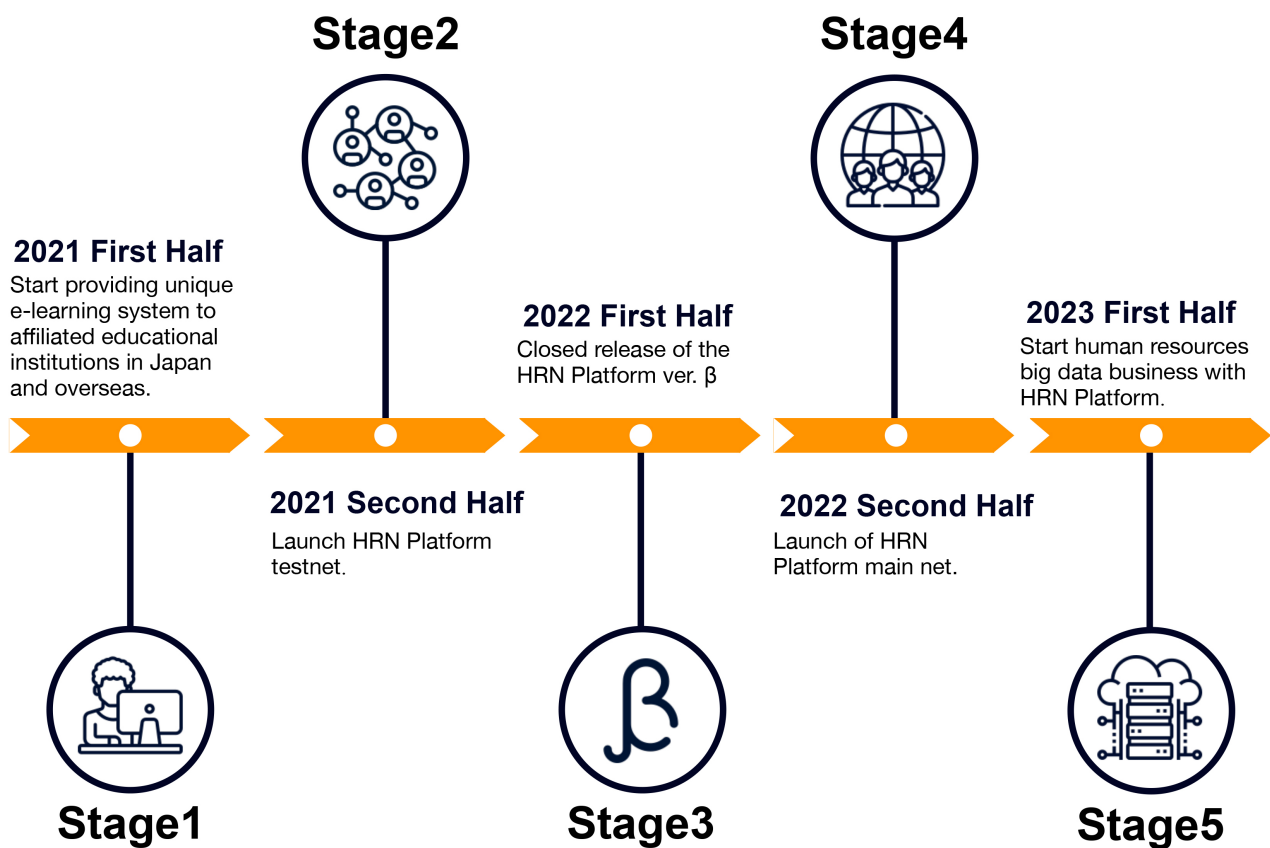 Stage2
Stage4
2021 First Half
Start providing unique
e-learning system to
affiliated educational
institutions in Japan
and overseas.
2022 First Half
Closed release of the
HRN Platform ver. β
2023 First Half
Start human resources
big data business with
HRN Platform.
2021 Second Half
Launch HRN Platform
testnet.
2022 Second Half
Launch of HRN
Platform main net.
β
Stage1
Stage3
Stage5